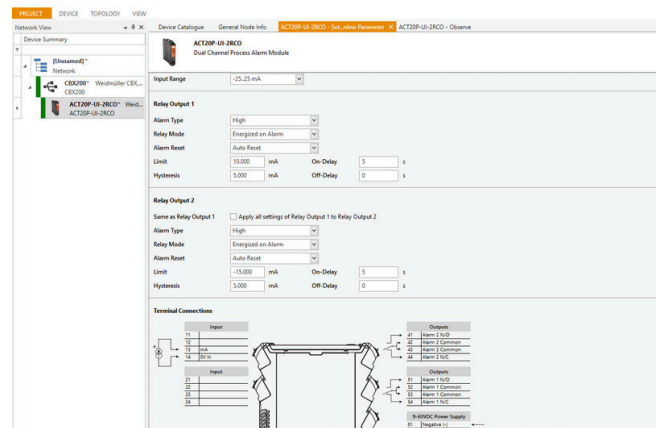 PROJECT DEVICE TOPOLOGY VIEW
Network View
Device Summary
[Unnamed]*
Network
CBX200* Weidmüller CBX,...
CBX200
ACT20P-UI-2RCO* Weid...
ACT20P-UI-2RCO
Device Catalogue General Node Info ACT20P-UI-2RCO - Set...nline Parameter × ACT20P-UI-2RCO - Observe
ACT20P-UI-2RCO
Dual Channel Process Alarm Module
Input Range -25..25 mA
Relay Output 1
Alarm Type High
Relay Mode Energized on Alarm
Alarm Reset Auto Reset
Limit 10.000 mA On-Delay 5 s
Hysteresis 5.000 mA Off-Delay 0 s
Relay Output 2
Same as Relay Output 1 Apply all settings of Relay Output 1 to Relay Output 2
Alarm Type High
Relay Mode Energized on Alarm
Alarm Reset Auto Reset
Limit -15.000 mA On-Delay 5 s
Hysteresis 5.000 mA Off-Delay 0 s
Terminal Connections
Input
11
12
13 mA
14 0V in
Input
21
22
23
24
Outputs
41 Alarm 2 N/O
42 Alarm 2 Common
43 Alarm 2 Common
44 Alarm 2 N/C
Outputs
51 Alarm 1 N/O
52 Alarm 1 Common
53 Alarm 1 Common
54 Alarm 1 N/C
9-60VDC Power Supply
81 Negative (-)